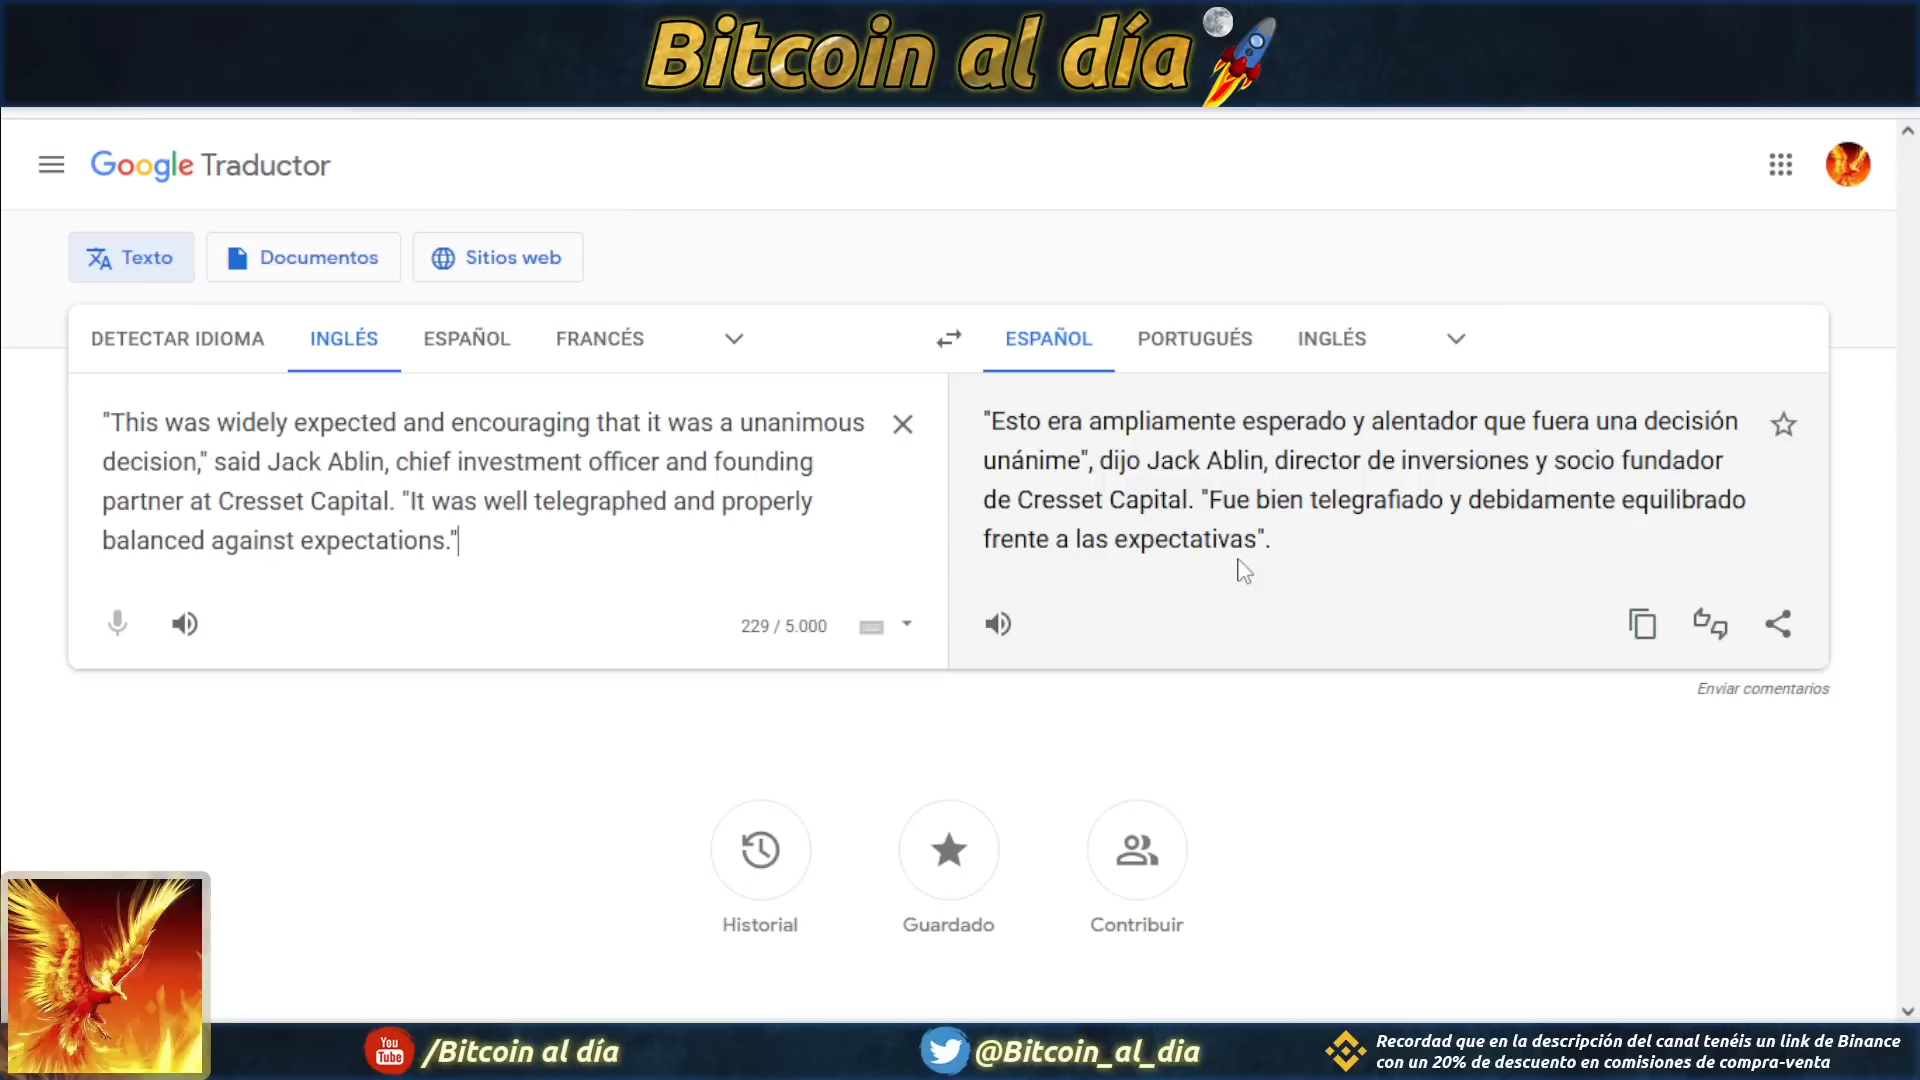 Bitcoin al día
Google Traductor
Texto
Documentos
Sitios web
DETECTAR IDIOMA
INGLÉS
ESPAÑOL
FRANCÉS
ESPAÑOL
PORTUGUÉS
INGLÉS
"This was widely expected and encouraging that it was a unanimous
decision," said Jack Ablin, chief investment officer and founding
partner at Cresset Capital. "It was well telegraphed and properly
balanced against expectations."
229 / 5.000
"Esto era ampliamente esperado y alentador que fuera una decisión
unánime", dijo Jack Ablin, director de inversiones y socio fundador
de Cresset Capital. "Fue bien telegrafiado y debidamente equilibrado
frente a las expectativas".
Enviar comentarios
Historial
Guardado
Contribuir
You
Tube
/Bitcoin al día
@Bitcoin_al_dia
Recordad que en la descripción del canal tenéis un link de Binance
con un 20% de descuento en comisiones de compra-venta